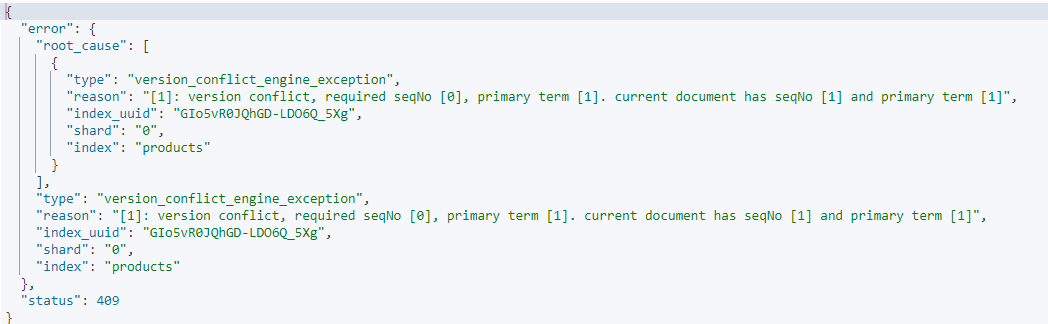 {
"error": {
"root_cause": [
{
"type": "version_conflict_engine_exception",
"reason": "[1]: version conflict, required seqNo [0], primary term [1]. current document has seqNo [1] and primary term [1]",
"index_uuid": "GIo5vR0JQhGD-LDO6Q_5Xg",
"shard": "0",
"index": "products"
}
],
"type": "version_conflict_engine_exception",
"reason": "[1]: version conflict, required seqNo [0], primary term [1]. current document has seqNo [1] and primary term [1]",
"index_uuid": "GIo5vR0JQhGD-LDO6Q_5Xg",
"shard": "0",
"index": "products"
},
"status": 409
}